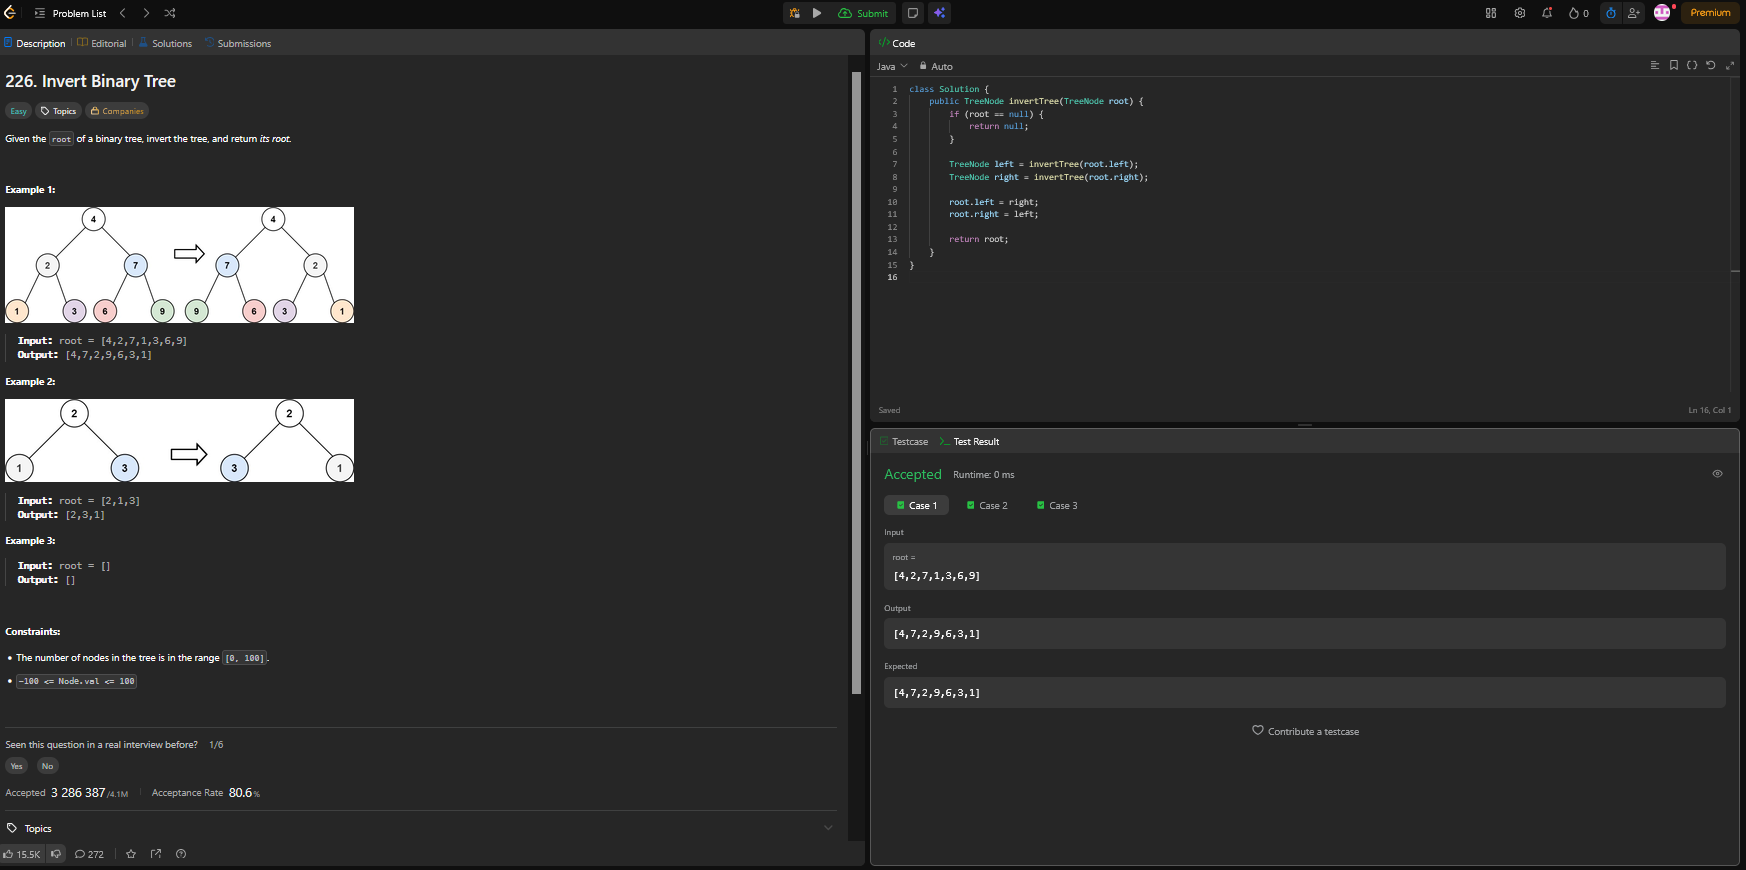 Problem List
Submit
0
Premium
Description
Editorial
Solutions
Submissions
226. Invert Binary Tree
Easy
Topics
Companies
Given the root of a binary tree, invert the tree, and return its root.
Example 1:
4 4
2 7 7 2
1 3 6 9 9 6 3 1
Input: root = [4,2,7,1,3,6,9]
Output: [4,7,2,9,6,3,1]
Example 2:
2 2
1 3 3 1
Input: root = [2,1,3]
Output: [2,3,1]
Example 3:
Input: root = []
Output: []
Constraints:
• The number of nodes in the tree is in the range [0, 100].
• -100 <= Node.val <= 100
Seen this question in a real interview before? 1/6
Yes No
Accepted 3 286 387/4.1M Acceptance Rate 80.6%
Topics
15.5K 272
</> Code
Java Auto
1 class Solution {
2     public TreeNode invertTree(TreeNode root) {
3         if (root == null) {
4             return null;
5         }
6
7         TreeNode left = invertTree(root.left);
8         TreeNode right = invertTree(root.right);
9
10         root.left = right;
11         root.right = left;
12
13         return root;
14     }
15 }
16
Saved Ln 16, Col 1
Testcase >_ Test Result
Accepted Runtime: 0 ms
Case 1 Case 2 Case 3
Input
root =
[4,2,7,1,3,6,9]
Output
[4,7,2,9,6,3,1]
Expected
[4,7,2,9,6,3,1]
Contribute a testcase